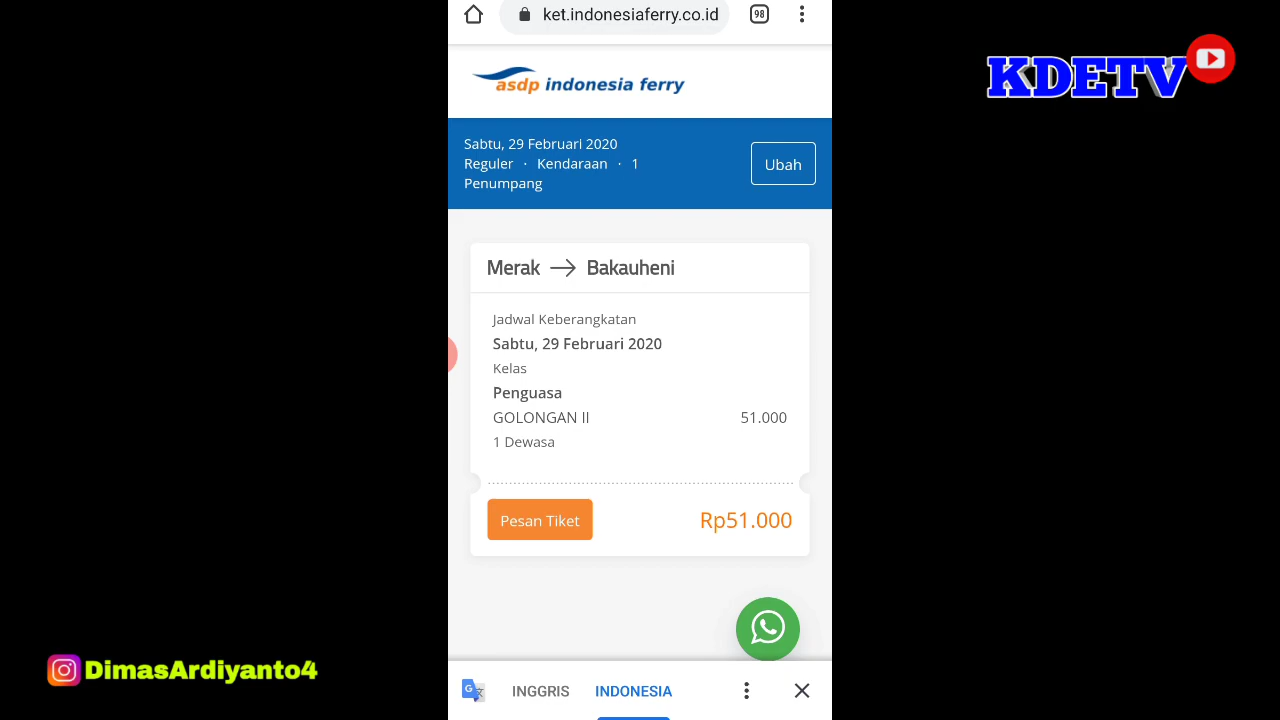 ket.indonesiaferry.co.id
98
KDETV
asdp indonesia ferry
Sabtu, 29 Februari 2020
Reguler · Kendaraan · 1
Penumpang
Ubah
Merak → Bakauheni
Jadwal Keberangkatan
Sabtu, 29 Februari 2020
Kelas
Penguasa
GOLONGAN II 51.000
1 Dewasa
Pesan Tiket Rp51.000
DimasArdiyanto4
G 文 INGGRIS INDONESIA